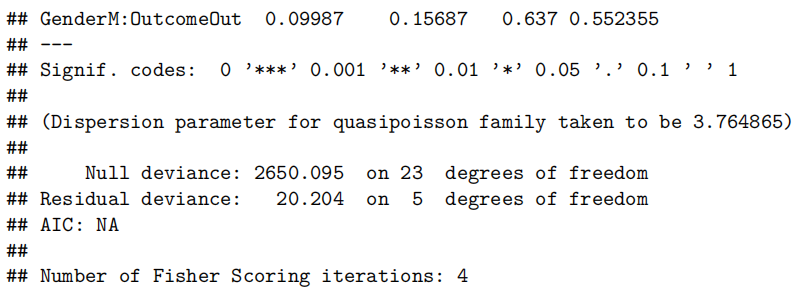 ## GenderM:OutcomeOut  0.09987    0.15687   0.637 0.552355
## ---
## Signif. codes:  0 '***' 0.001 '**' 0.01 '*' 0.05 '.' 0.1 ' ' 1
##
## (Dispersion parameter for quasipoisson family taken to be 3.764865)
##
##     Null deviance: 2650.095  on 23  degrees of freedom
## Residual deviance:   20.204  on  5  degrees of freedom
## AIC: NA
##
## Number of Fisher Scoring iterations: 4